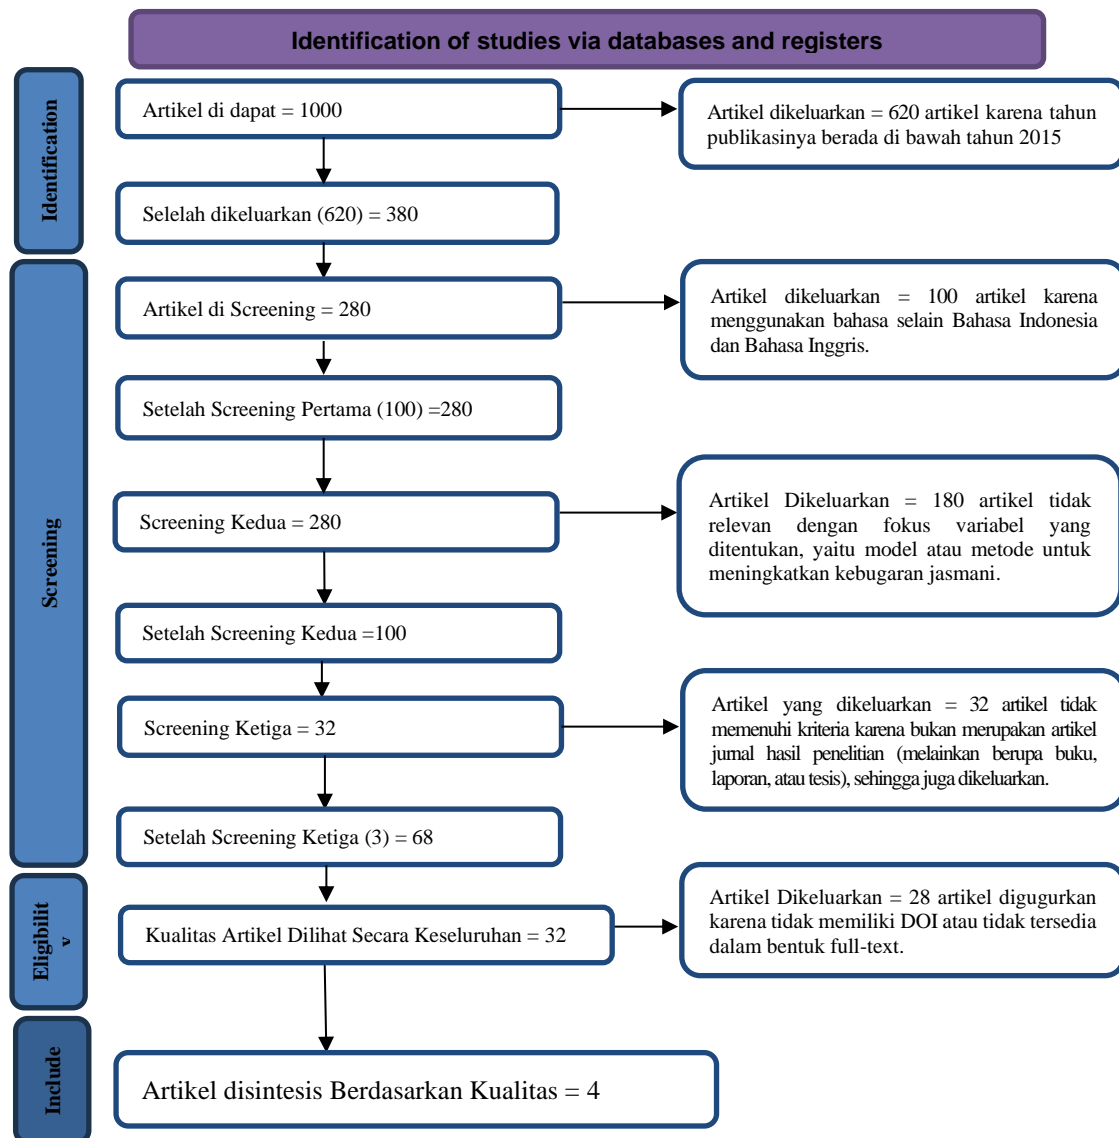 Identification of studies via databases and registers
Identification
Artikel di dapat = 1000
Artikel dikeluarkan = 620 artikel karena tahun
publikasinya berada di bawah tahun 2015
Selelah dikeluarkan (620) = 380
Screening
Artikel di Screening = 280
Artikel dikeluarkan = 100 artikel karena
menggunakan bahasa selain Bahasa Indonesia
dan Bahasa Inggris.
Setelah Screening Pertama (100) =280
Screening Kedua = 280
Artikel Dikeluarkan = 180 artikel tidak
relevan dengan fokus variabel yang
ditentukan, yaitu model atau metode untuk
meningkatkan kebugaran jasmani.
Setelah Screening Kedua =100
Screening Ketiga = 32
Artikel yang dikeluarkan = 32 artikel tidak
memenuhi kriteria karena bukan merupakan artikel
jurnal hasil penelitian (melainkan berupa buku,
laporan, atau tesis), sehingga juga dikeluarkan.
Setelah Screening Ketiga (3) = 68
Eligibilit
y
Kualitas Artikel Dilihat Secara Keseluruhan = 32
Artikel Dikeluarkan = 28 artikel digugurkan
karena tidak memiliki DOI atau tidak tersedia
dalam bentuk full-text.
Include
Artikel disintesis Berdasarkan Kualitas = 4